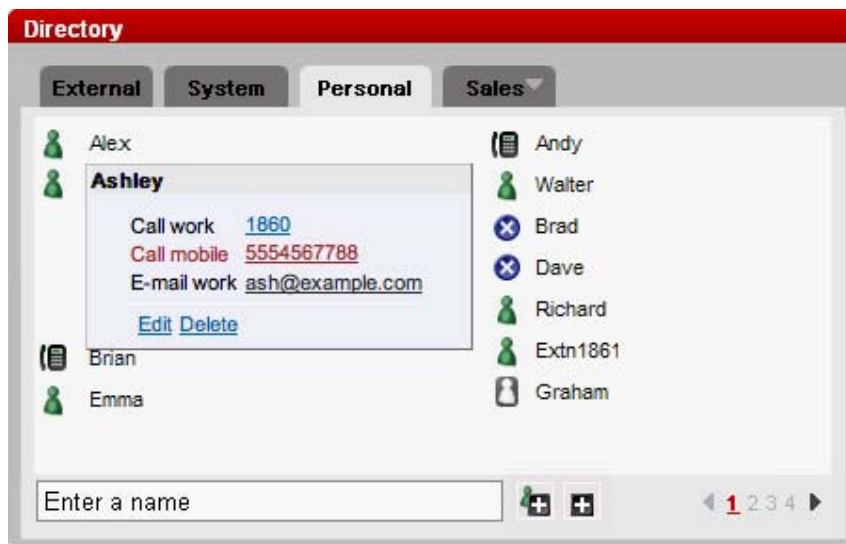 Directory
External System Personal Sales
Alex
Ashley
Call work 1860
Call mobile 5554567788
E-mail work ash@example.com
Edit Delete
Brian
Emma
Andy
Walter
Brad
Dave
Richard
Extn1861
Graham
Enter a name
1 2 3 4